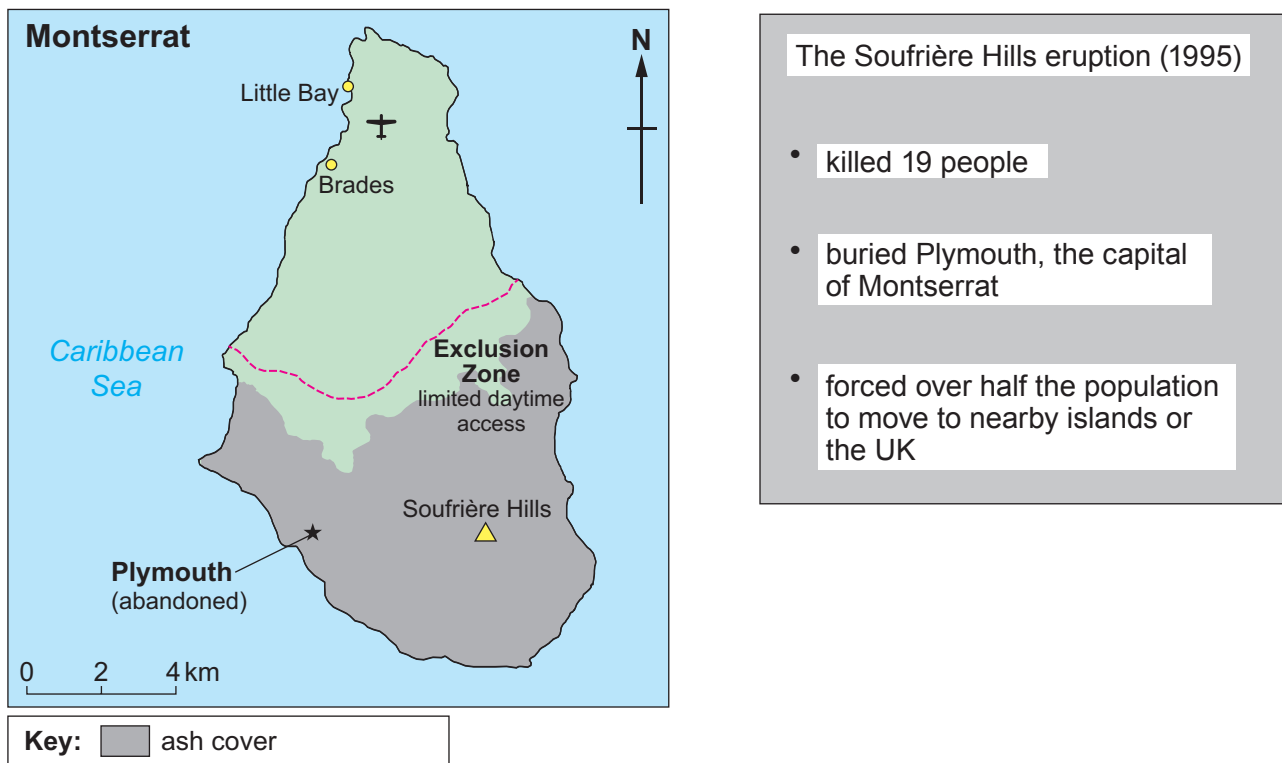 Montserrat
N
Little Bay
Brades
Caribbean
Sea
Exclusion
Zone
limited daytime
access
Soufrière Hills
Plymouth
(abandoned)
0 2 4 km
Key: ash cover
The Soufrière Hills eruption (1995)
• killed 19 people
• buried Plymouth, the capital
of Montserrat
• forced over half the population
to move to nearby islands or
the UK